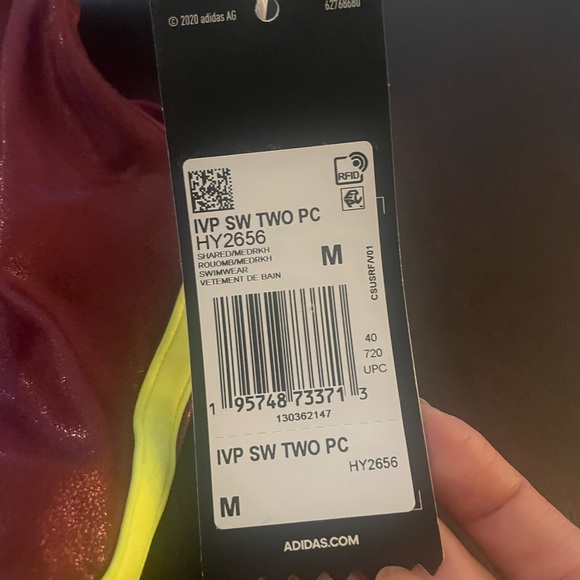 © 2020 adidas AG
62768680
RFID
IVP SW TWO PC
HY2656
M
SHARED/MEDRKH
ROUOMB/MEDRKH
SWIMWEAR
VETEMENT DE BAIN
CSUSRF/V01
40
720
UPC
1 95748 73371 3
130362147
IVP SW TWO PC
HY2656
M
ADIDAS.COM